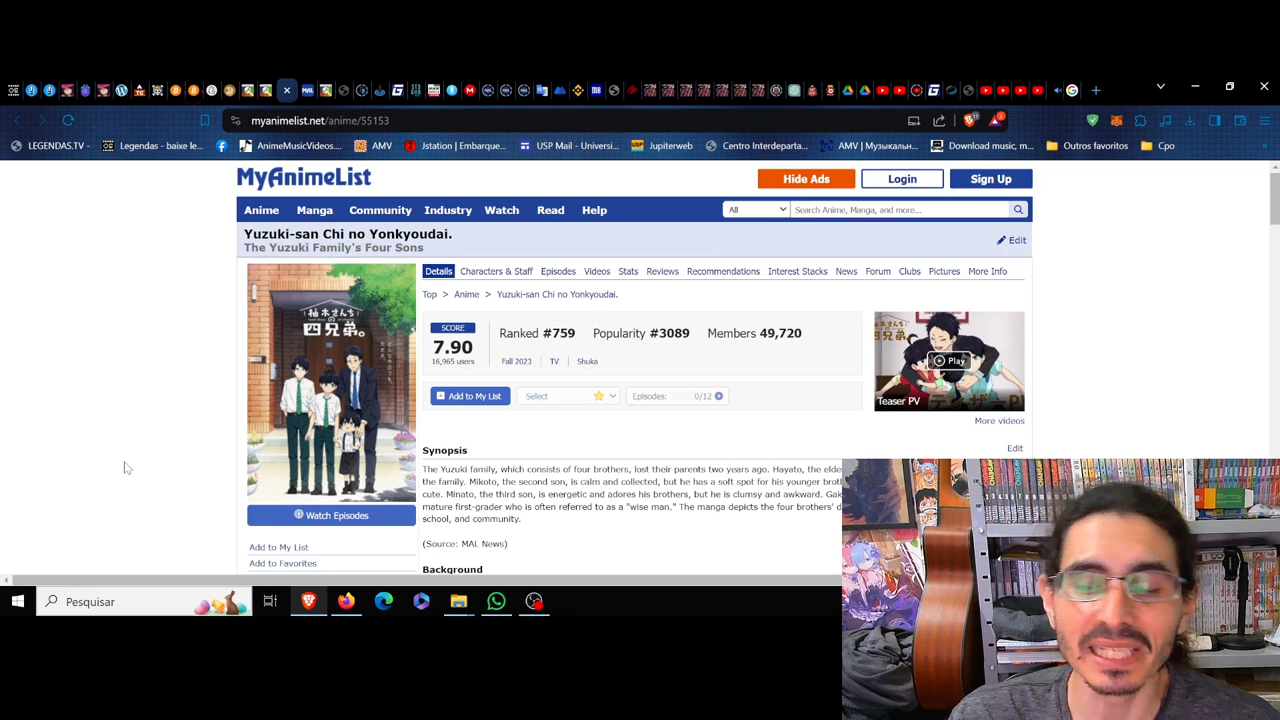 myanimelist.net/anime/55153
LEGENDAS.TV -
Legendas - baixe le...
AnimeMusicVideos...
AMV
Jstation | Embarque...
USP Mail - Universi...
Jupiterweb
Centro Interdeparta...
AMV | Музыкальн...
Download music, m...
Outros favoritos
Cpo
MyAnimeList
Hide Ads
Login
Sign Up
Anime Manga Community Industry Watch Read Help
All
Search Anime, Manga, and more...
Yuzuki-san Chi no Yonkyoudai.
The Yuzuki Family's Four Sons
Edit
Details Characters & Staff Episodes Videos Stats Reviews Recommendations Interest Stacks News Forum Clubs Pictures More Info
Top > Anime > Yuzuki-san Chi no Yonkyoudai.
柚木さんちの
四兄弟。
SCORE
7.90
16,965 users
Ranked #759 Popularity #3089 Members 49,720
Fall 2023 TV Shuka
Add to My List
Select
Episodes: 0/12
Play
Teaser PV
More videos
Synopsis
Edit
The Yuzuki family, which consists of four brothers, lost their parents two years ago. Hayato, the elde
the family. Mikoto, the second son, is calm and collected, but he has a soft spot for his younger brot
cute. Minato, the third son, is energetic and adores his brothers, but he is clumsy and awkward. Gak
mature first-grader who is often referred to as a "wise man." The manga depicts the four brothers' d
school, and community.
(Source: MAL News)
Background
Watch Episodes
Add to My List
Add to Favorites
Pesquisar